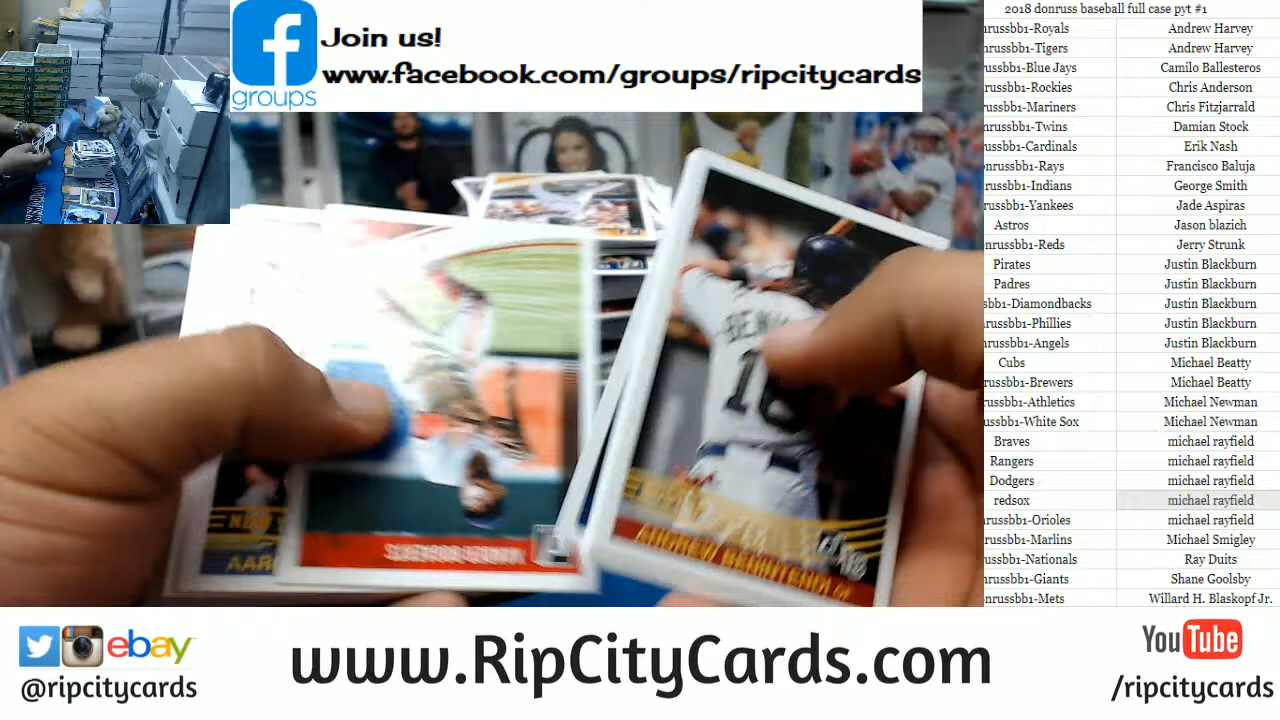 Join us!
www.facebook.com/groups/ripcitycards
groups
2018 donruss baseball full case pyt #1
nrussbb1-Royals Andrew Harvey
nrussbb1-Tigers Andrew Harvey
russbb1-Blue Jays Camilo Ballesteros
russbb1-Rockies Chris Anderson
russbb1-Mariners Chris Fitzjarrald
nrussbb1-Twins Damian Stock
russbb1-Cardinals Erik Nash
onrussbb1-Rays Francisco Baluja
nrussbb1-Indians George Smith
russbb1-Yankees Jade Aspiras
Astros Jason blazich
onrussbb1-Reds Jerry Strunk
Pirates Justin Blackburn
Padres Justin Blackburn
sbb1-Diamondbacks Justin Blackburn
russbb1-Phillies Justin Blackburn
nrussbb1-Angels Justin Blackburn
Cubs Michael Beatty
russbb1-Brewers Michael Beatty
russbb1-Athletics Michael Newman
russbb1-White Sox Michael Newman
Braves michael rayfield
Rangers michael rayfield
Dodgers michael rayfield
redsox michael rayfield
russbb1-Orioles michael rayfield
russbb1-Marlins Michael Smigley
russbb1-Nationals Ray Duits
nrussbb1-Giants Shane Goolsby
onrussbb1-Mets Willard H. Blaskopf Jr.
16
ANDREW BENINTENDI
ebay
@ripcitycards
www.RipCityCards.com
YouTube
/ripcitycards